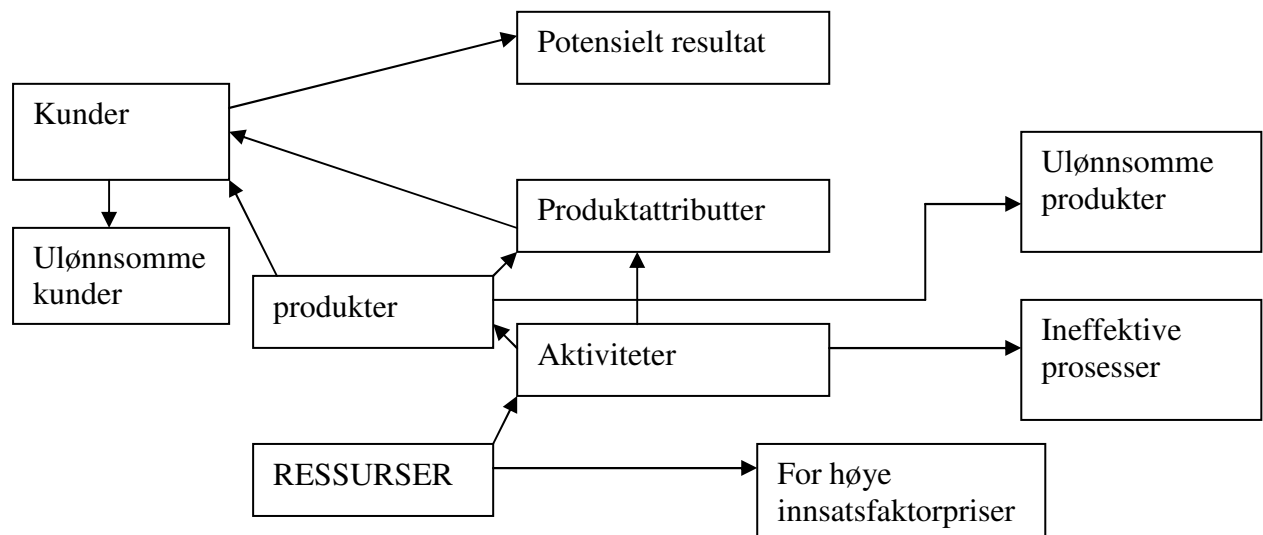 Potensielt resultat
Kunder
Ulønnsomme
produkter
Produktattributter
Ulønnsomme
kunder
produkter
Aktiviteter
Ineffektive
prosesser
RESSURSER
For høye
innsatsfaktorpriser